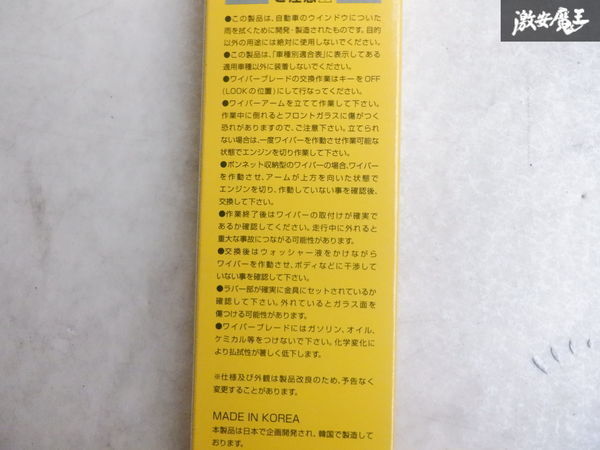 ご注意
激安魔王
●この製品は、自動車のウインドウについた
雨を拭くために開発・製造されたものです。目的
以外の用途には絶対に使用しないでください。
●この製品は、「車種別適合表」に表示してある
適用車種以外に装着しないでください。
●ワイパーブレードの交換作業はキーをOFF
(LOOKの位置)にして行なってください。
●ワイパーアームを立てて作業して下さい。
作業中に倒れるとフロントガラスに傷がつく
恐れがありますので、ご注意下さい。立てられ
ない場合は、一度ワイパーを作動させ作業可能な
状態でエンジンを切り作業して下さい。
●ボンネット収納型のワイパーの場合、ワイパー
を作動させ、アームが上方を向いた状態で
エンジンを切り、作動していない事を確認後、
交換して下さい。
●作業終了後はワイパーの取付けが確実で
あるか確認してください。走行中に外れると
重大な事故につながる可能性があります。
●交換後はウォッシャー液をかけながら
ワイパーを作動させ、ボディなどに干渉して
いない事を確認して下さい。
●ラバー部が確実に金具にセットされているか
確認して下さい。外れているとガラス面を
傷つける可能性があります。
●ワイパーブレードにはガソリン、オイル、
ケミカル等をつけないで下さい。化学変化に
より払拭性が著しく低下します。
※仕様及び外観は製品改良のため、予告なく
変更することがあります。
MADE IN KOREA
本製品は日本で企画開発され、韓国で製造して
おります。